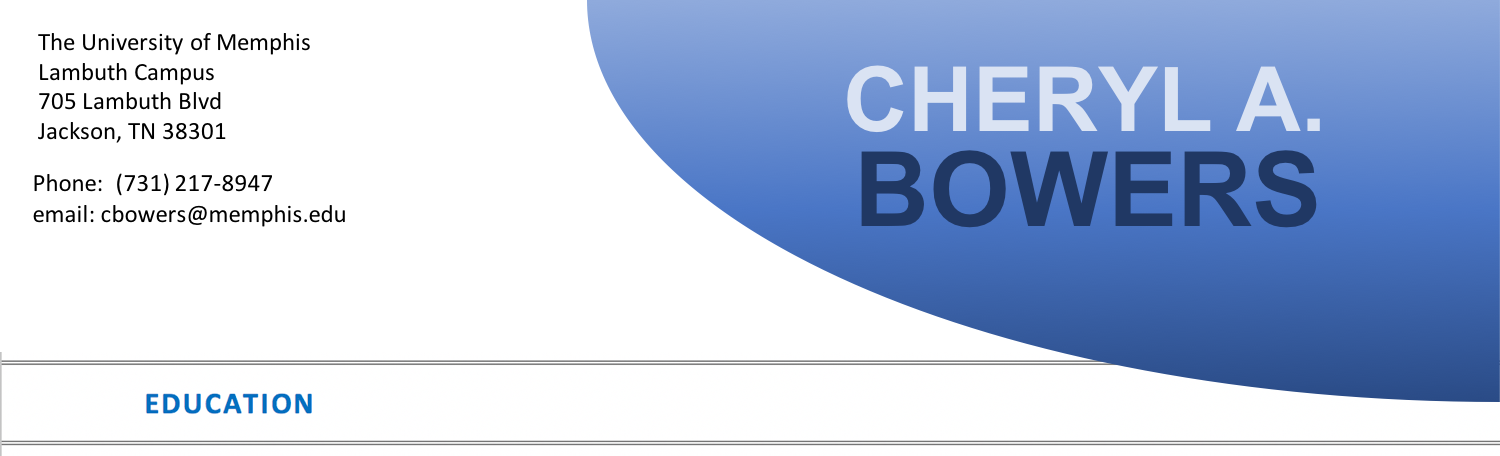 The University of Memphis
Lambuth Campus
705 Lambuth Blvd
Jackson, TN 38301
Phone:  (731) 217-8947
email: cbowers@memphis.edu
CHERYL A.
BOWERS
EDUCATION